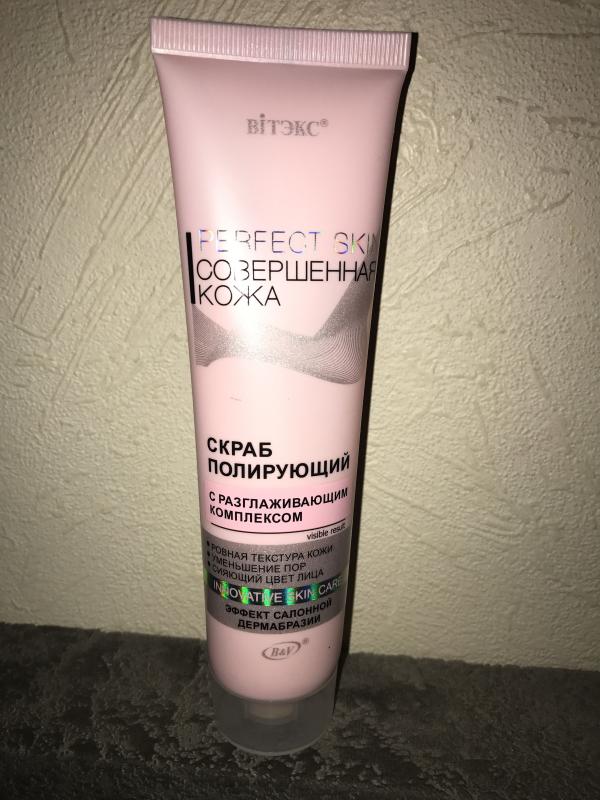 ВІТЭКС®
PERFECT SKIN
СОВЕРШЕННАЯ
КОЖА
СКРАБ
ПОЛИРУЮЩИЙ
С РАЗГЛАЖИВАЮЩИМ
КОМПЛЕКСОМ
visible result
• РОВНАЯ ТЕКСТУРА КОЖИ
• УМЕНЬШЕНИЕ ПОР
• СИЯЮЩИЙ ЦВЕТ ЛИЦА
INNOVATIVE SKIN CARE
ЭФФЕКТ САЛОННОЙ
ДЕРМАБРАЗИИ
B&V®